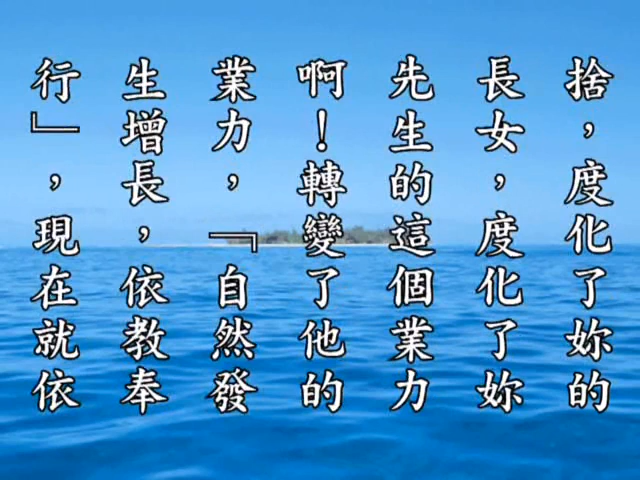 捨，度化了妳的
長女，度化了妳
先生的這個業力
啊！轉變了他的
業力，『自然發
生增長，依教奉
行』，現在就依